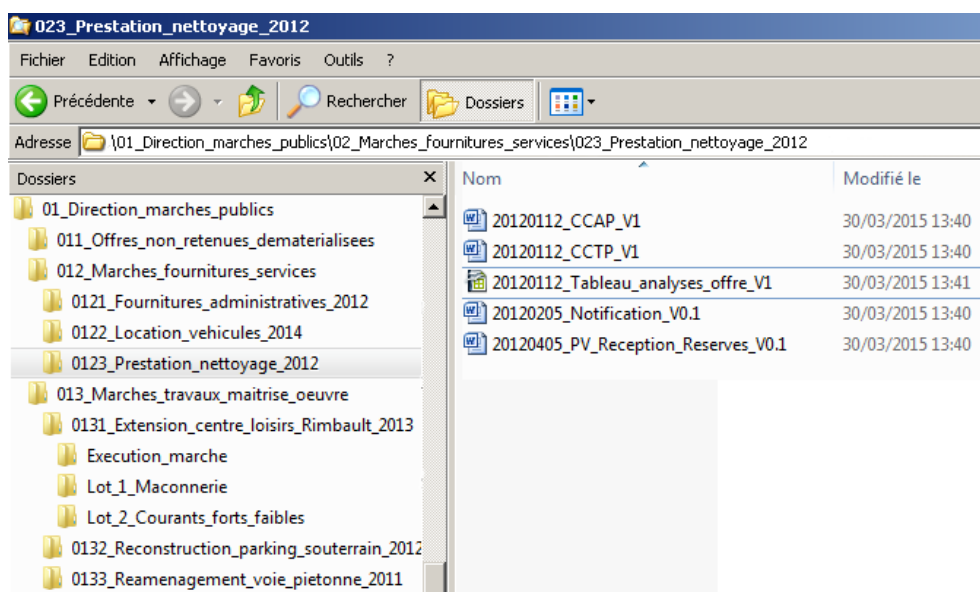 023_Prestation_nettoyage_2012
Fichier Edition Affichage Favoris Outils ?
Précédente Rechercher Dossiers
Adresse \01_Direction_marches_publics\02_Marches_fournitures_services\023_Prestation_nettoyage_2012
Dossiers x
01_Direction_marches_publics
011_Offres_non_retenues_dematerialisees
012_Marches_fournitures_services
0121_Fournitures_administratives_2012
0122_Location_vehicules_2014
0123_Prestation_nettoyage_2012
013_Marches_travaux_maitrise_oeuvre
0131_Extension_centre_loisirs_Rimbault_2013
Execution_marche
Lot_1_Maconnerie
Lot_2_Courants_forts_faibles
0132_Reconstruction_parking_souterrain_2012
0133_Reamenagement_voie_pietonne_2011
Nom Modifié le
20120112_CCAP_V1 30/03/2015 13:40
20120112_CCTP_V1 30/03/2015 13:40
20120112_Tableau_analyses_offre_V1 30/03/2015 13:41
20120205_Notification_V0.1 30/03/2015 13:40
20120405_PV_Reception_Reserves_V0.1 30/03/2015 13:40